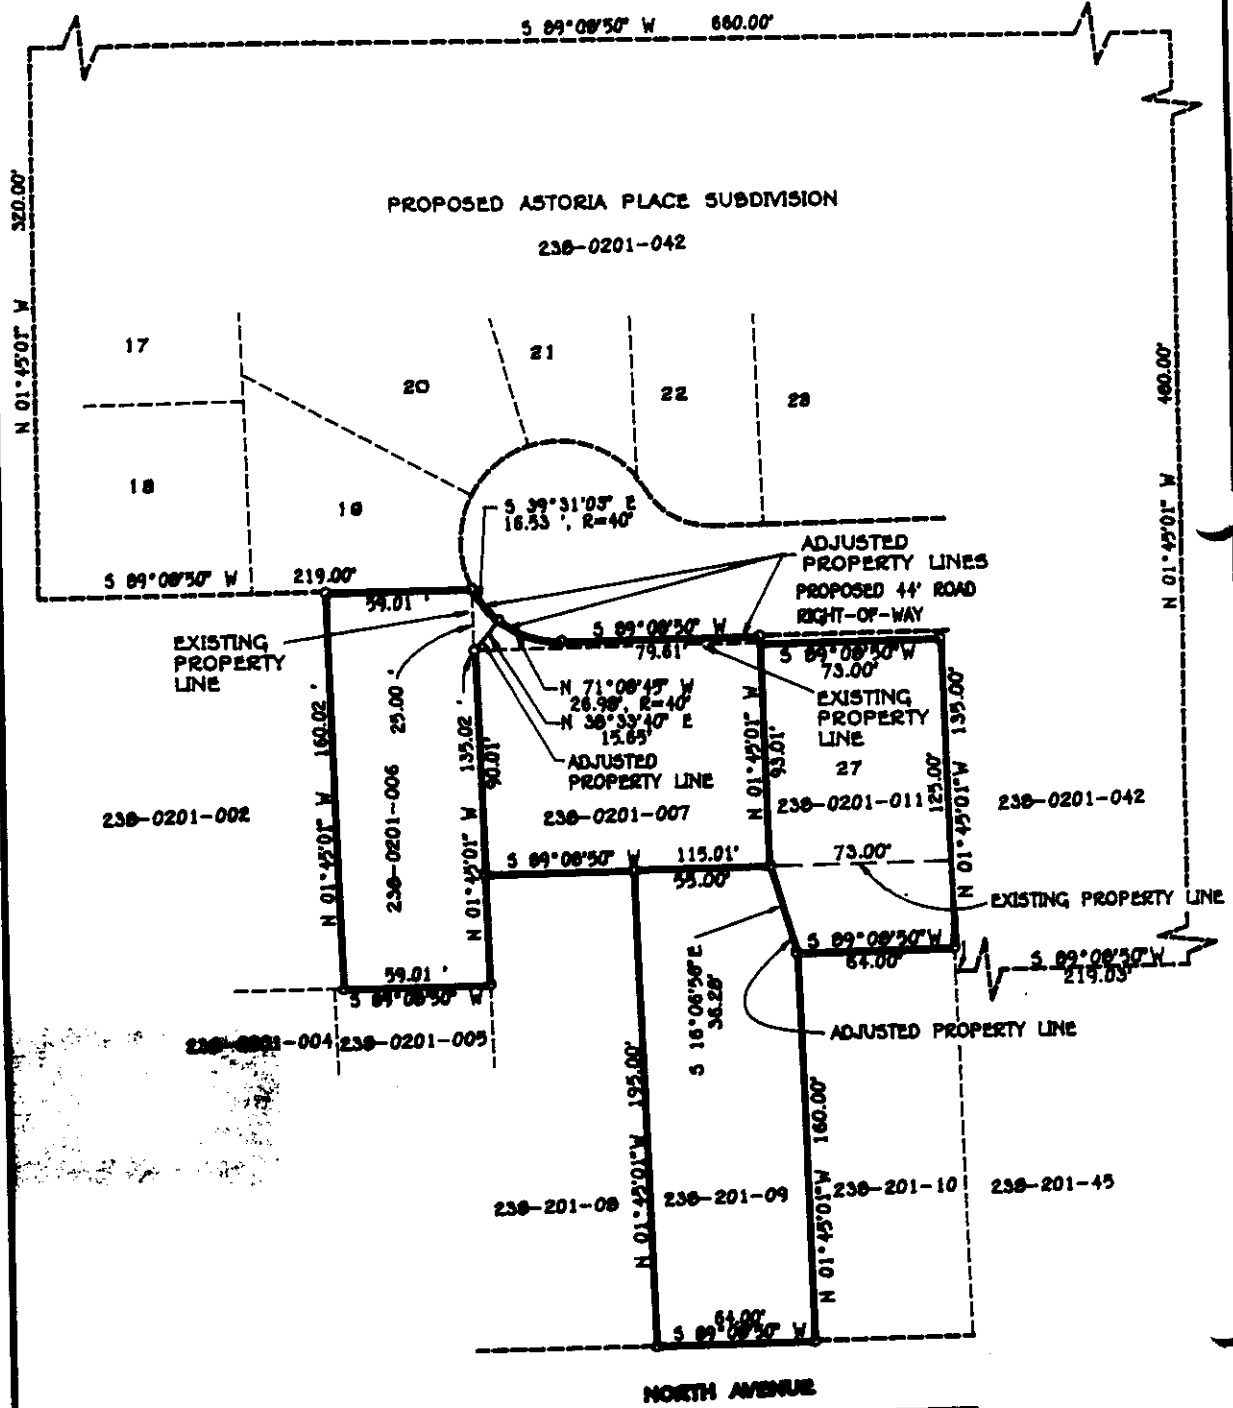 S 89°08'50" W 660.00'
N 01°45'01" W 320.00'
PROPOSED ASTORIA PLACE SUBDIVISION
238-0201-042
17
20
21
22
23
N 01°45'01" W 480.00'
18
19
S 39°31'03" E
16.53 ', R=40'
ADJUSTED
PROPERTY LINES
PROPOSED 44' ROAD
RIGHT-OF-WAY
S 89°08'50" W 219.00'
59.01 '
EXISTING
PROPERTY
LINE
S 89°08'50" W
79.61'
S 89°08'50" W
73.00'
N 71°08'45" W
26.98', R=40'
N 38°33'40" E
15.65'
ADJUSTED
PROPERTY LINE
EXISTING
PROPERTY
LINE
27
N 01°45'01" W 160.02 '
238-0201-006 25.00 '
N 01°45'01" W 135.02 '
90.01'
N 01°45'01" W
93.01'
N 01°45'01" W 135.00'
125.00'
238-0201-002
238-0201-007
238-0201-011
238-0201-042
S 89°08'50" W 115.01'
55.00'
73.00'
EXISTING PROPERTY LINE
S 16°06'56" E
36.28'
S 89°08'50" W
64.00'
S 89°08'50" W
219.03'
59.01 '
S 89°08'50" W
ADJUSTED PROPERTY LINE
-004
238-0201-005
N 01°45'01" W 195.00'
N 01°45'01" W 160.00'
238-201-08
238-201-09
238-201-10
238-201-45
64.00'
S 89°08'50" W
NORTH AVENUE